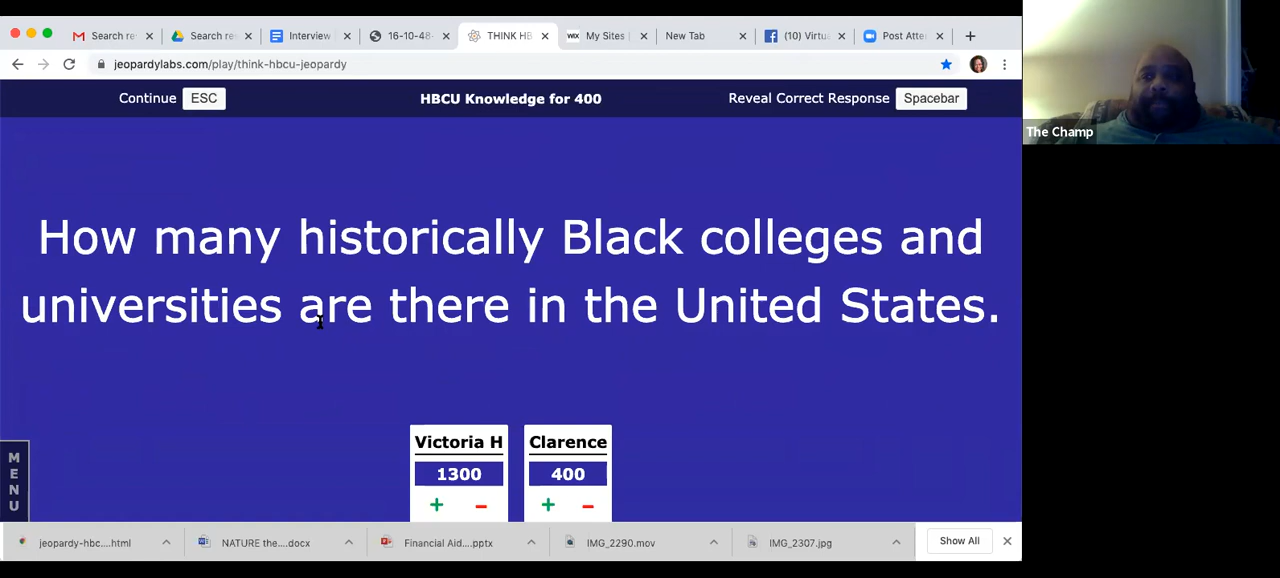 Search re
Search re
Interview
16-10-48-
THINK HB
WIX My Sites |
New Tab
(10) Virtu
Post Atte
jeopardylabs.com/play/think-hbcu-jeopardy
Continue ESC
HBCU Knowledge for 400
Reveal Correct Response Spacebar
The Champ
How many historically Black colleges and
universities are there in the United States.
MENU
Victoria H
1300
+ −
Clarence
400
+ −
jeopardy-hbc....html
NATURE the....docx
Financial Aid....pptx
IMG_2290.mov
IMG_2307.jpg
Show All